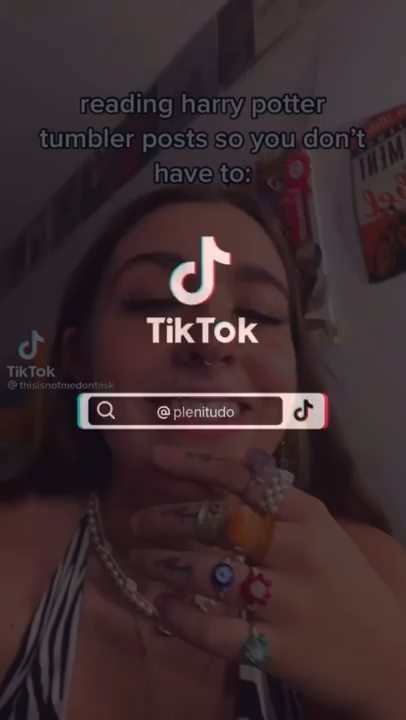 reading harry potter
tumbler posts so you don't
have to:
TikTok
TikTok
@thisisnotmedontask
@plenitudo